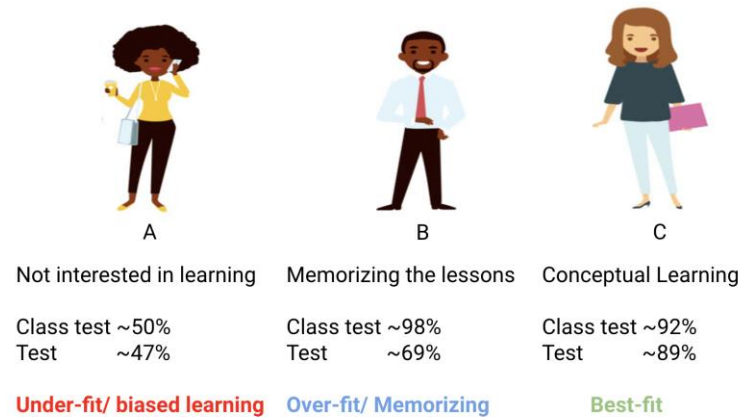 A
Not interested in learning
Class test ~50%
Test ~47%
Under-fit/ biased learning
B
Memorizing the lessons
Class test ~98%
Test ~69%
Over-fit/ Memorizing
C
Conceptual Learning
Class test ~92%
Test ~89%
Best-fit